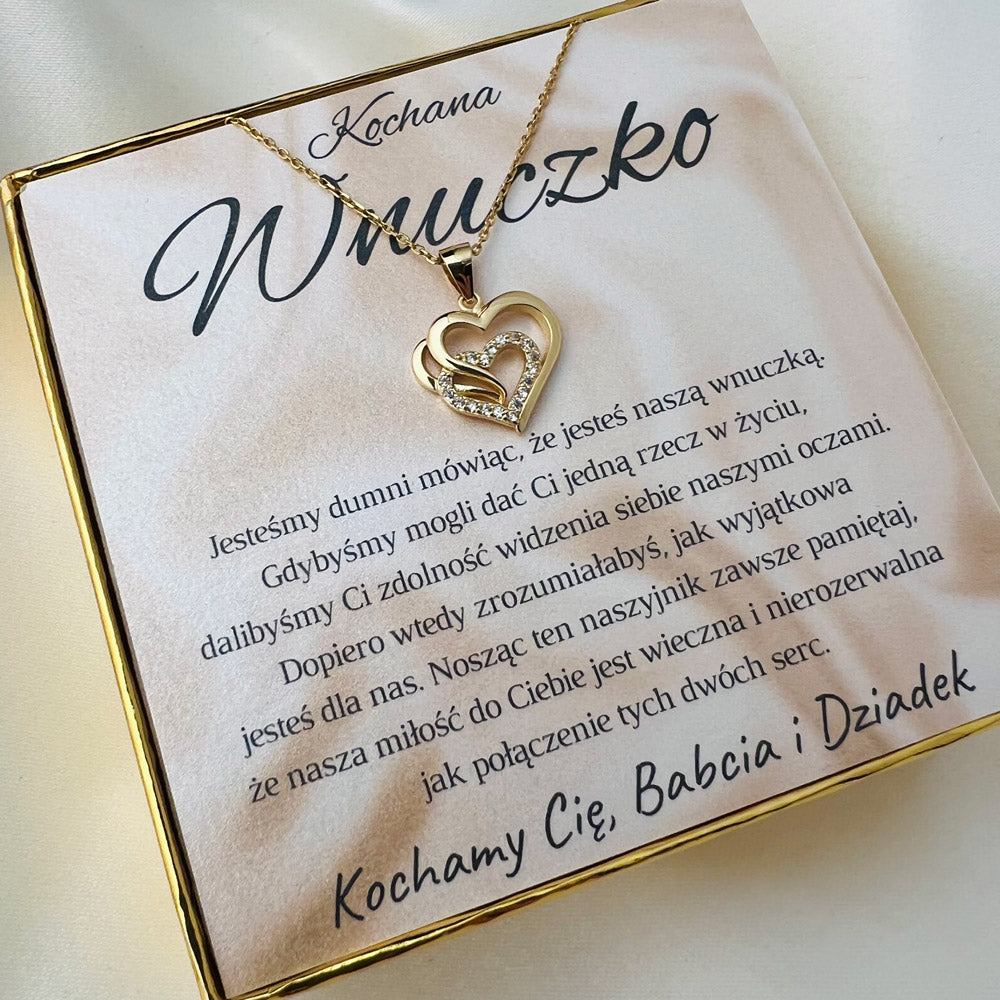 Kochana
Wnuczko
Jesteśmy dumni mówiąc, że jesteś naszą wnuczką.
Gdybyśmy mogli dać Ci jedną rzecz w życiu,
dalibyśmy Ci zdolność widzenia siebie naszymi oczami.
Dopiero wtedy zrozumiałabyś, jak wyjątkowa
jesteś dla nas. Nosząc ten naszyjnik zawsze pamiętaj,
że nasza miłość do Ciebie jest wieczna i nierozerwalna
jak połączenie tych dwóch serc.
Kochamy Cię, Babcia i Dziadek